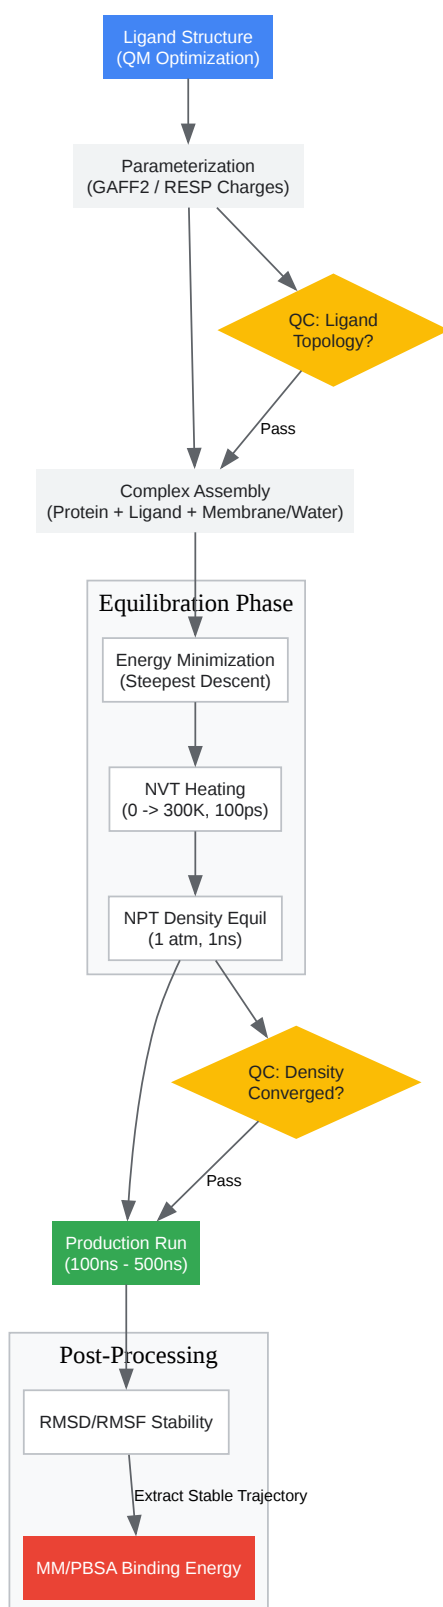 Ligand Structure
(QM Optimization)
Parameterization
(GAFF2 / RESP Charges)
QC: Ligand
Topology?
Pass
Complex Assembly
(Protein + Ligand + Membrane/Water)
Equilibration Phase
Energy Minimization
(Steepest Descent)
NVT Heating
(0 -> 300K, 100ps)
NPT Density Equil
(1 atm, 1ns)
QC: Density
Converged?
Pass
Production Run
(100ns - 500ns)
Post-Processing
RMSD/RMSF Stability
Extract Stable Trajectory
MM/PBSA Binding Energy